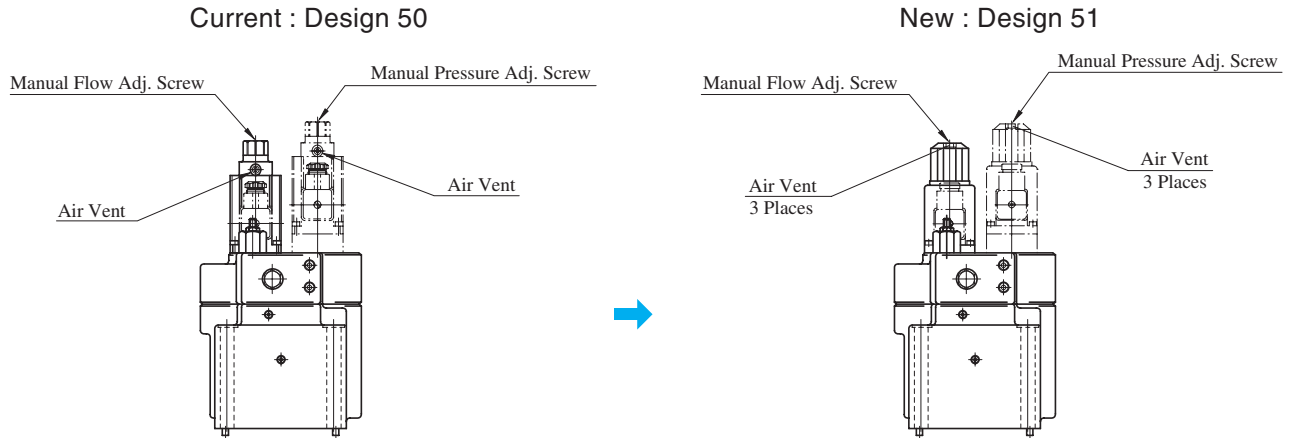 Current : Design 50
Manual Flow Adj. Screw
Manual Pressure Adj. Screw
Air Vent
Air Vent
New : Design 51
Manual Flow Adj. Screw
Manual Pressure Adj. Screw
Air Vent
3 Places
Air Vent
3 Places